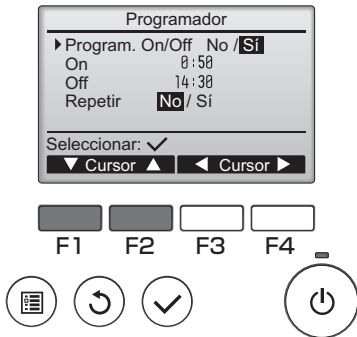 Programador
Program. On/Off No / Sí
On 0:50
Off 14:30
Repetir No / Sí
Seleccionar: ✓
▼ Cursor ▲ ◀ Cursor ▶
F1 F2 F3 F4